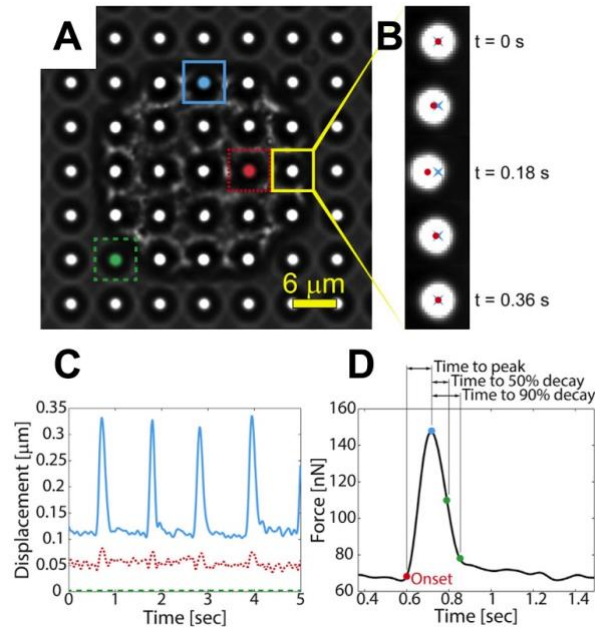 A
B
t = 0 s
t = 0.18 s
t = 0.36 s
6 μm
C
Displacement [μm]
0.35
0.3
0.25
0.2
0.15
0.1
0.05
0
0 1 2 3 4 5
Time [sec]
D
Time to peak
Time to 50% decay
Time to 90% decay
Force [nN]
160
140
120
100
80
60
Onset
0.4 0.6 0.8 1 1.2 1.4
Time [sec]